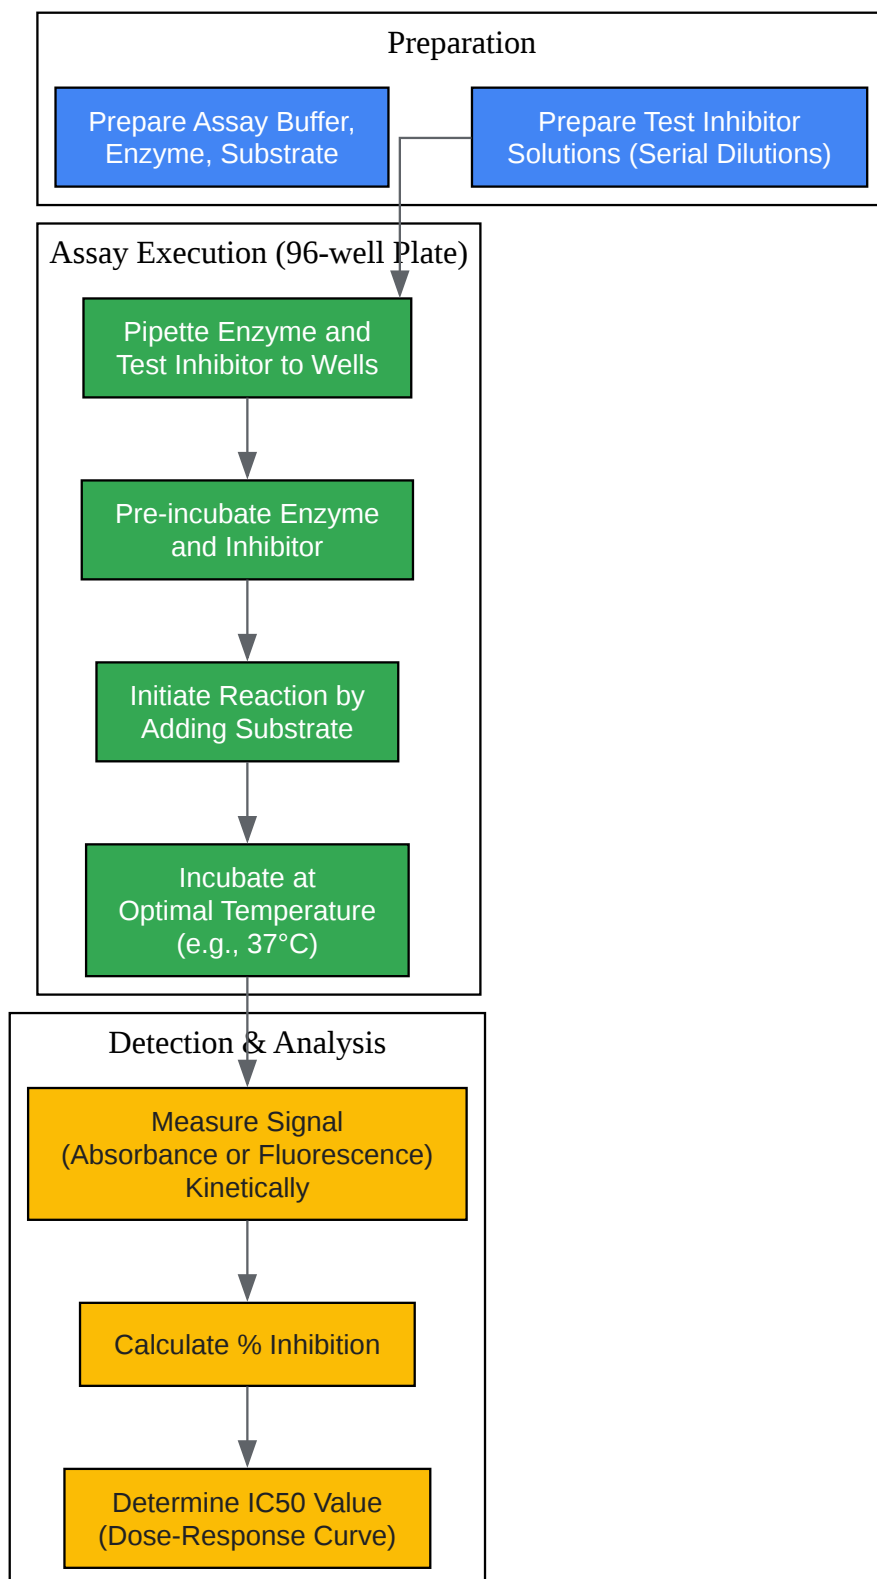 Preparation
Prepare Assay Buffer,
Enzyme, Substrate
Prepare Test Inhibitor
Solutions (Serial Dilutions)
Assay Execution (96-well Plate)
Pipette Enzyme and
Test Inhibitor to Wells
Pre-incubate Enzyme
and Inhibitor
Initiate Reaction by
Adding Substrate
Incubate at
Optimal Temperature
(e.g., 37°C)
Detection & Analysis
Measure Signal
(Absorbance or Fluorescence)
Kinetically
Calculate % Inhibition
Determine IC50 Value
(Dose-Response Curve)